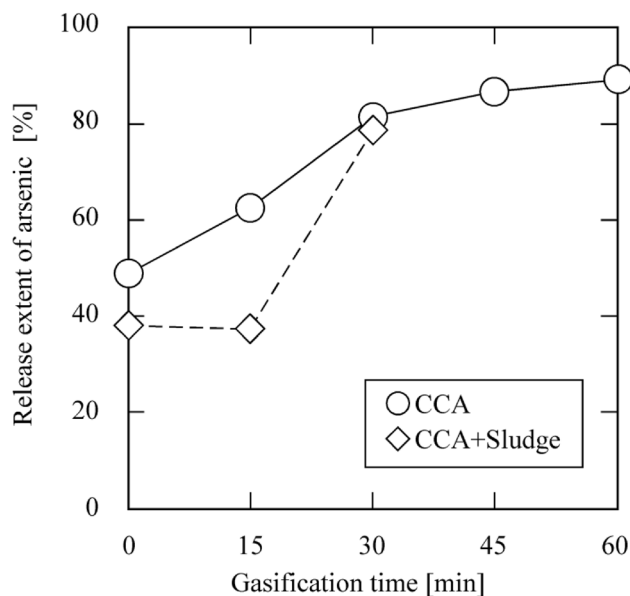 100
80
60
40
20
0
Release extent of arsenic [%]
CCA
CCA+Sludge
0 15 30 45 60
Gasification time [min]